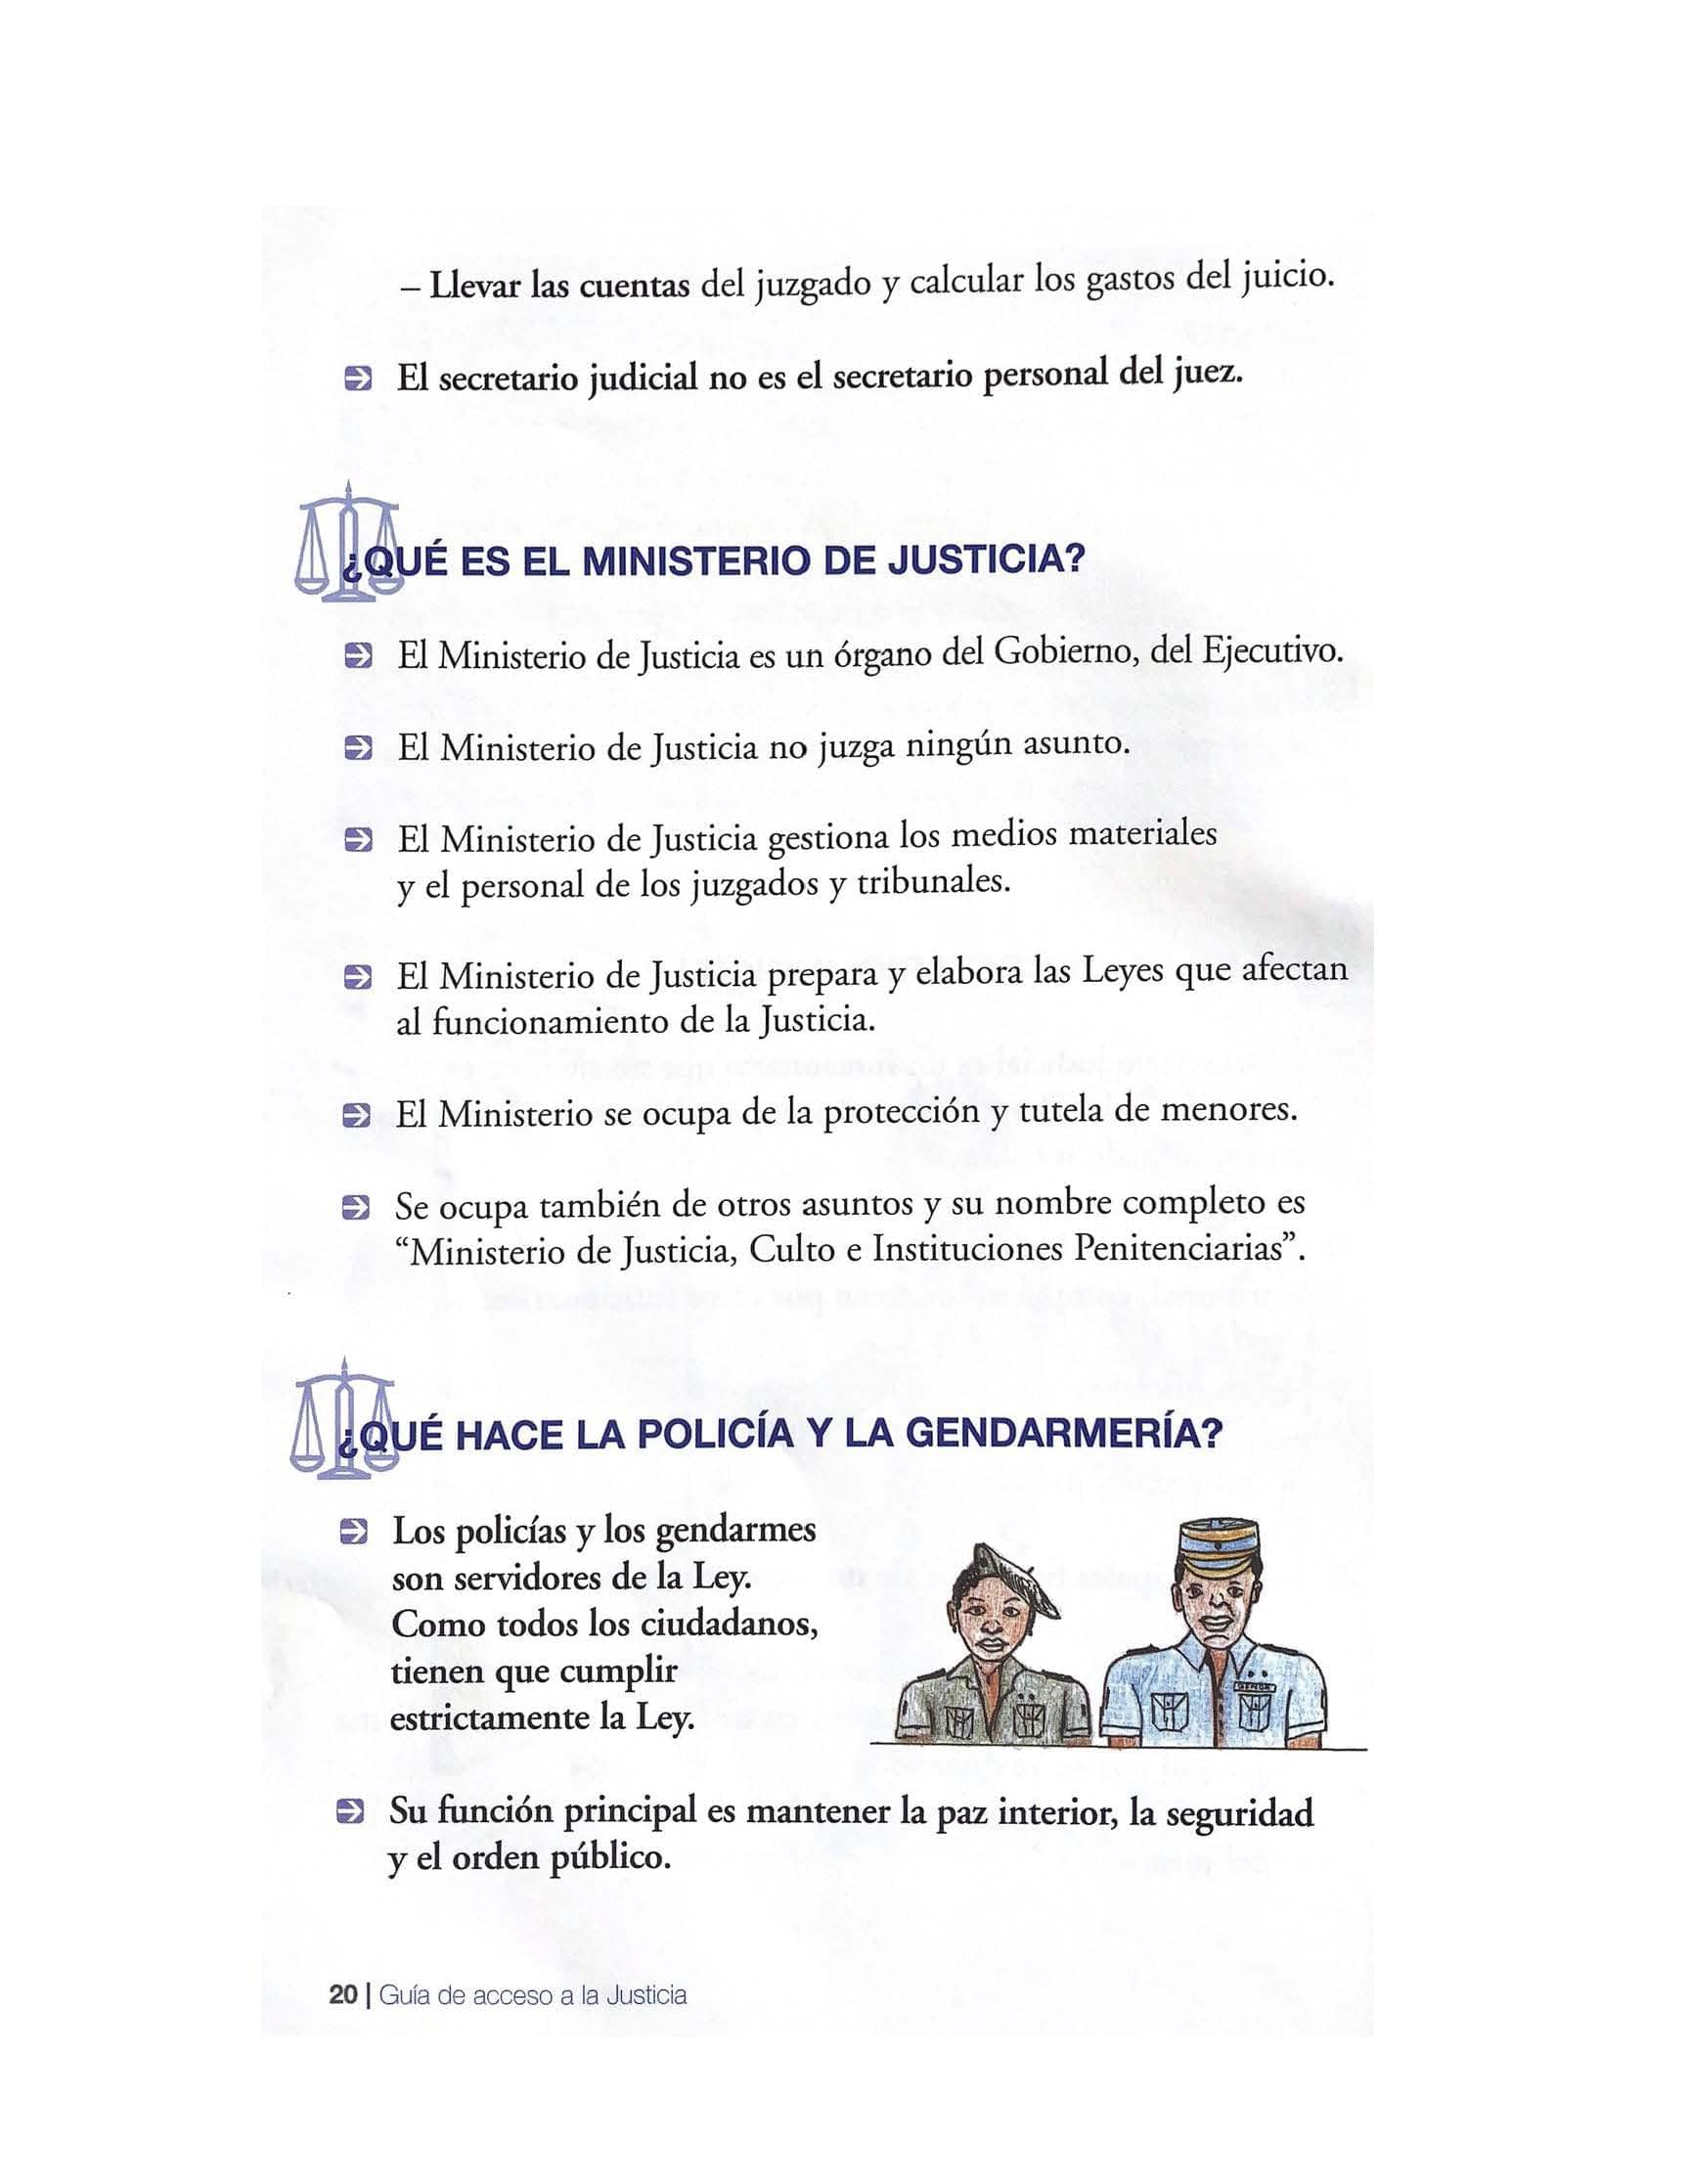 – Llevar las cuentas del juzgado y calcular los gastos del juicio.
El secretario judicial no es el secretario personal del juez.
¿QUÉ ES EL MINISTERIO DE JUSTICIA?
El Ministerio de Justicia es un órgano del Gobierno, del Ejecutivo.
El Ministerio de Justicia no juzga ningún asunto.
El Ministerio de Justicia gestiona los medios materiales
y el personal de los juzgados y tribunales.
El Ministerio de Justicia prepara y elabora las Leyes que afectan
al funcionamiento de la Justicia.
El Ministerio se ocupa de la protección y tutela de menores.
Se ocupa también de otros asuntos y su nombre completo es
“Ministerio de Justicia, Culto e Instituciones Penitenciarias”.
¿QUÉ HACE LA POLICÍA Y LA GENDARMERÍA?
Los policías y los gendarmes
son servidores de la Ley.
Como todos los ciudadanos,
tienen que cumplir
estrictamente la Ley.
Su función principal es mantener la paz interior, la seguridad
y el orden público.
20 | Guía de acceso a la Justicia